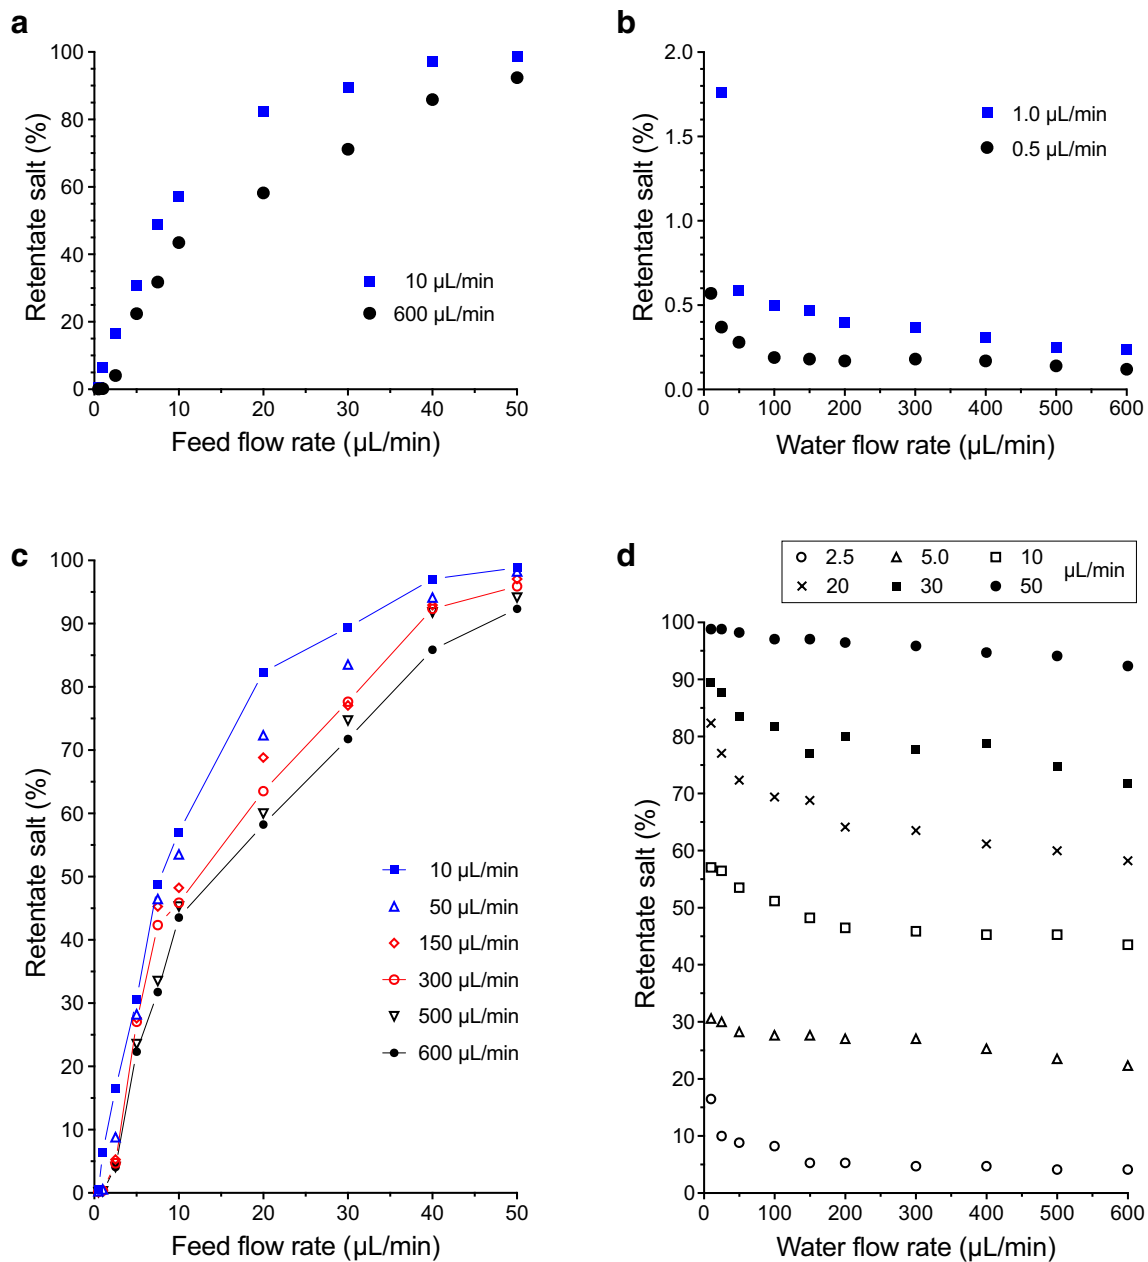 a
100
80
60
40
20
0
0 10 20 30 40 50
Retentate salt (%)
Feed flow rate (µL/min)
10 µL/min
600 µL/min
b
2.0
1.5
1.0
0.5
0.0
0 100 200 300 400 500 600
Retentate salt (%)
Water flow rate (µL/min)
1.0 µL/min
0.5 µL/min
c
100
90
80
70
60
50
40
30
20
10
0
0 10 20 30 40 50
Retentate salt (%)
Feed flow rate (µL/min)
10 µL/min
50 µL/min
150 µL/min
300 µL/min
500 µL/min
600 µL/min
d
2.5 5.0 10
20 30 50
µL/min
100
90
80
70
60
50
40
30
20
10
0
0 100 200 300 400 500 600
Retentate salt (%)
Water flow rate (µL/min)